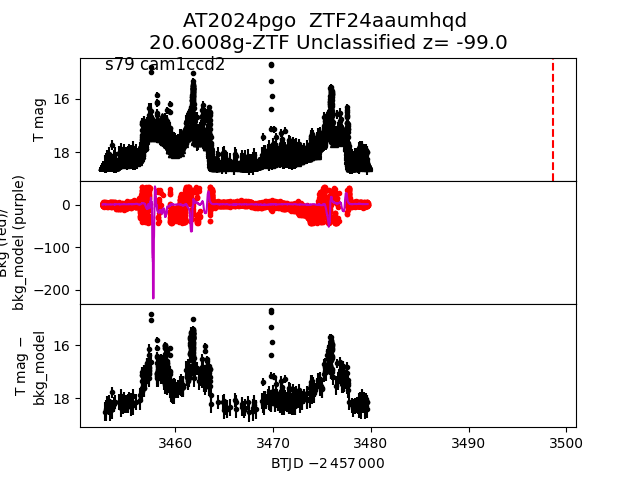 AT2024pgo  ZTF24aaumhqd
20.6008g-ZTF Unclassified z= -99.0
s79 cam1ccd2
T mag
16
18
Bkg (red)/
bkg_model (purple)
0
−100
−200
T mag −
bkg_model
16
18
3460 3470 3480 3490 3500
BTJD −2 457 000